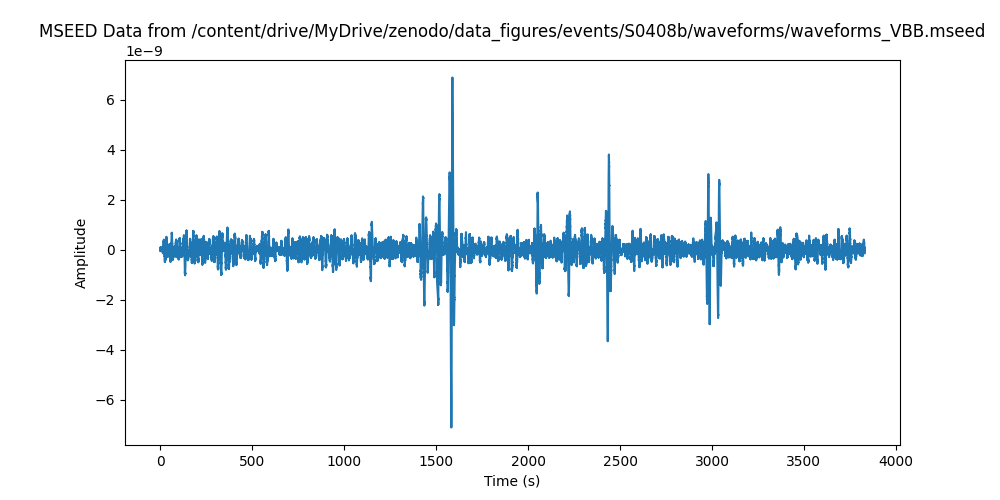 MSEED Data from /content/drive/MyDrive/zenodo/data_figures/events/S0408b/waveforms/waveforms_VBB.mseed
1e−9
6
4
2
0
−2
−4
−6
Amplitude
0 500 1000 1500 2000 2500 3000 3500 4000
Time (s)